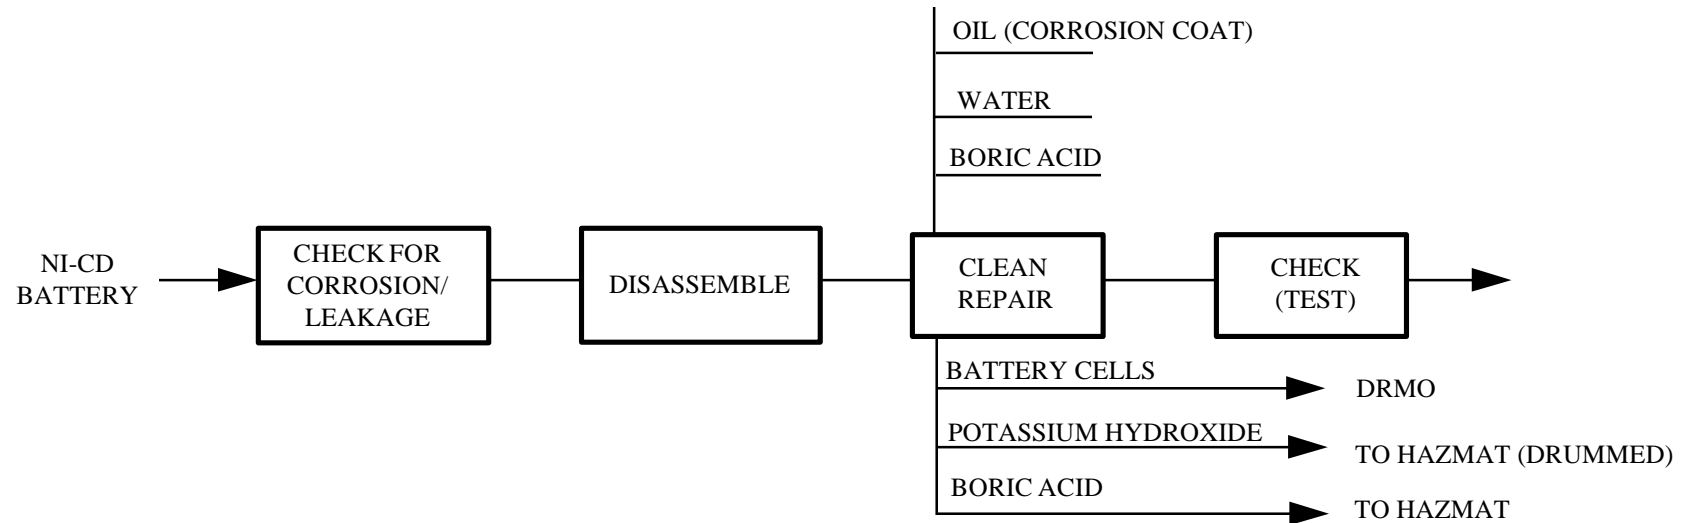 OIL (CORROSION COAT)
WATER
BORIC ACID
NI-CD
BATTERY
CHECK FOR
CORROSION/
LEAKAGE
DISASSEMBLE
CLEAN
REPAIR
CHECK
(TEST)
BATTERY CELLS
DRMO
POTASSIUM HYDROXIDE
TO HAZMAT (DRUMMED)
BORIC ACID
TO HAZMAT